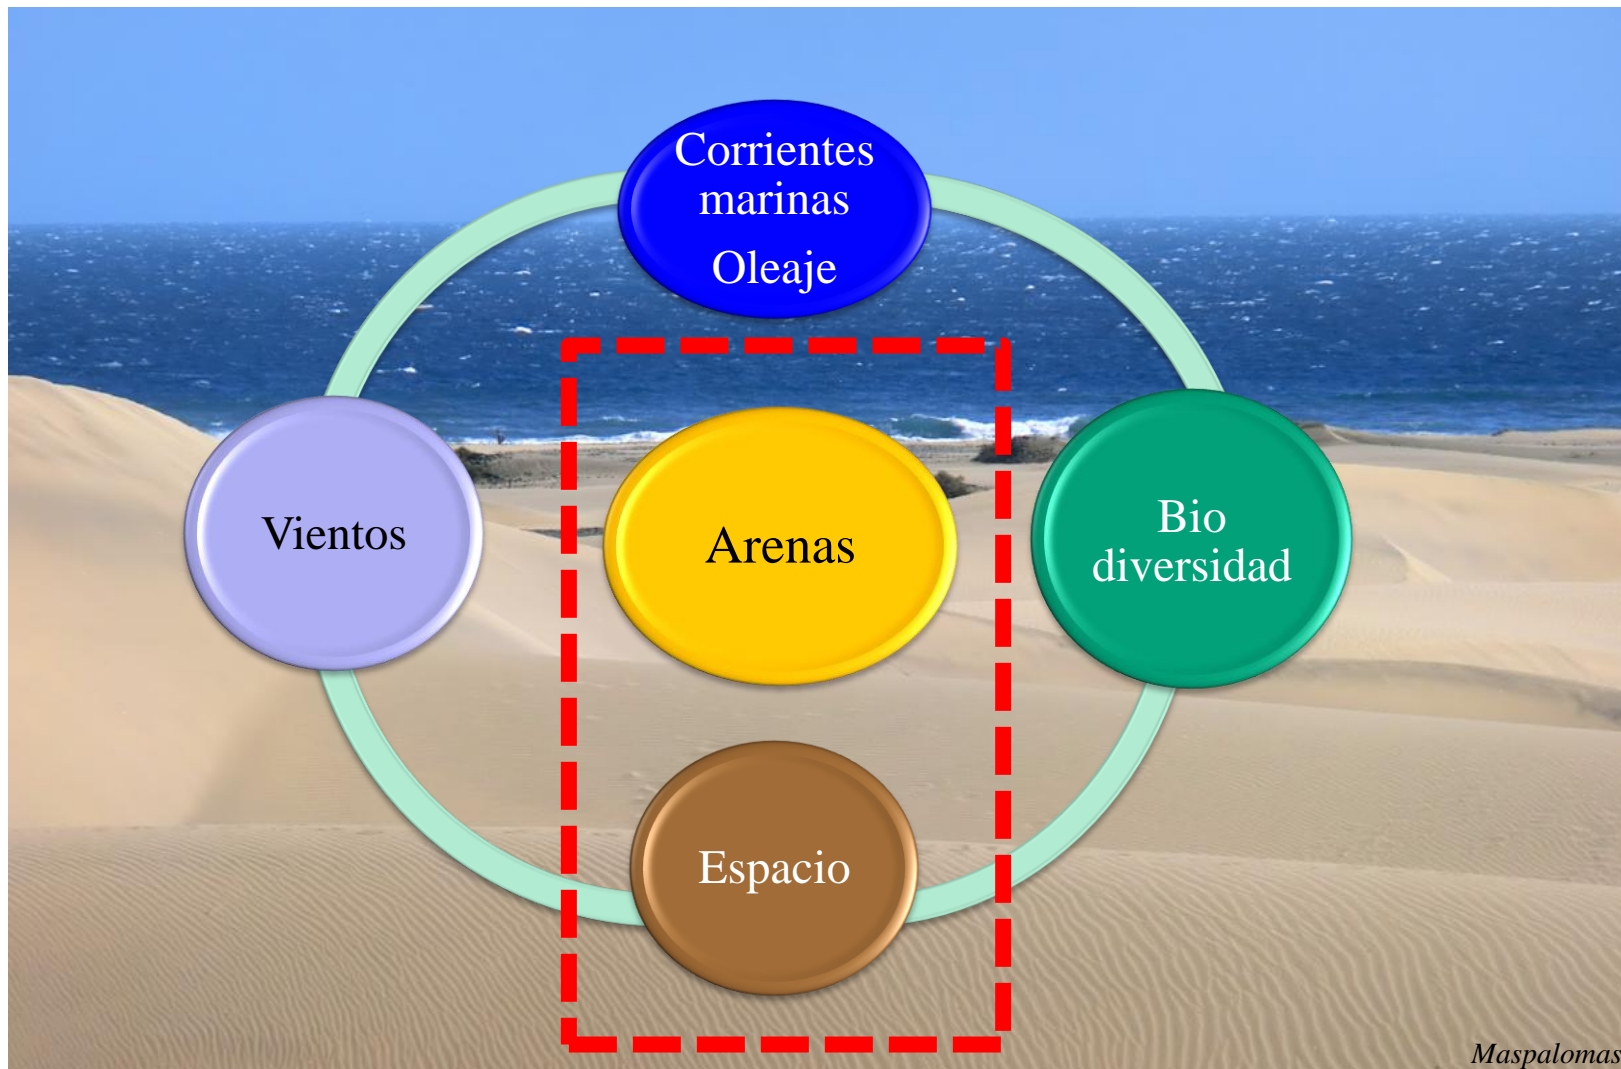 Corrientes
marinas
Oleaje
Vientos
Arenas
Bio
diversidad
Espacio
Maspalomas